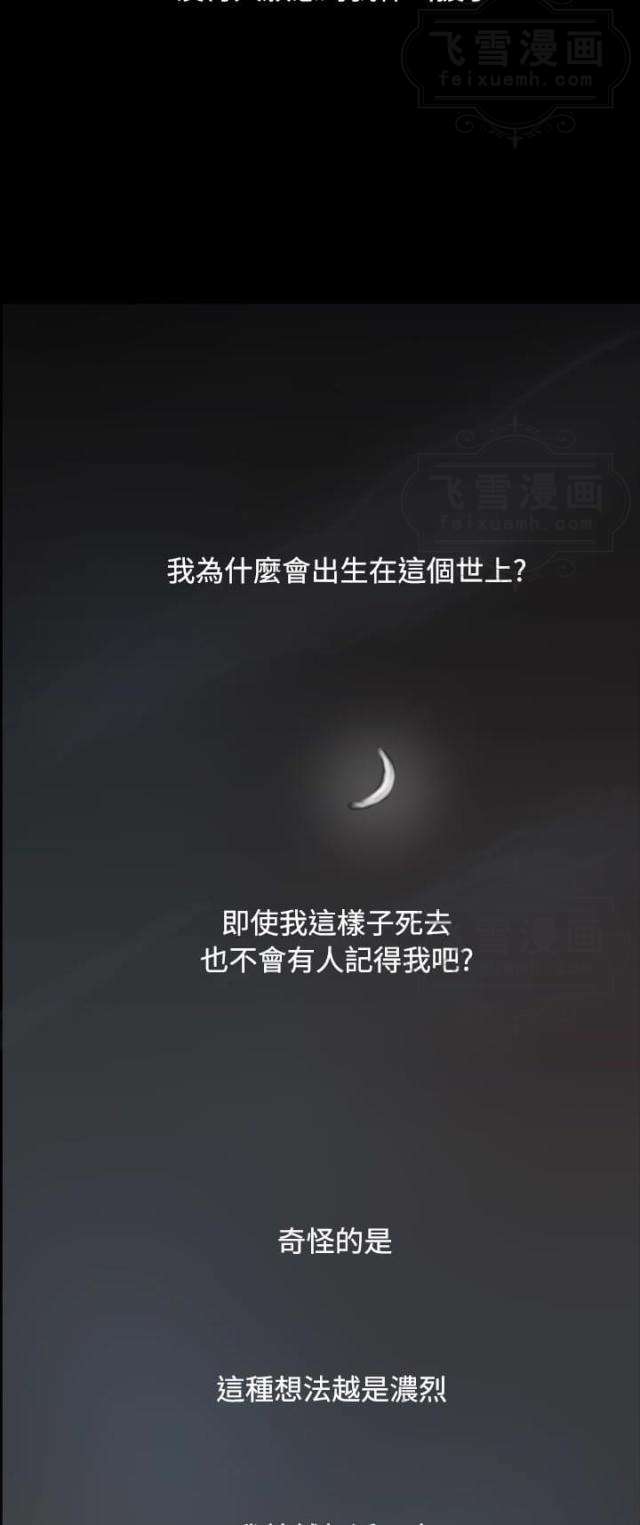 飞雪漫画
feixuemh.com
飞雪漫画
feixuemh.com
我為什麼會出生在這個世上?
即使我這樣子死去
飞雪漫画
也不會有人記得我吧?
奇怪的是
這種想法越是濃烈